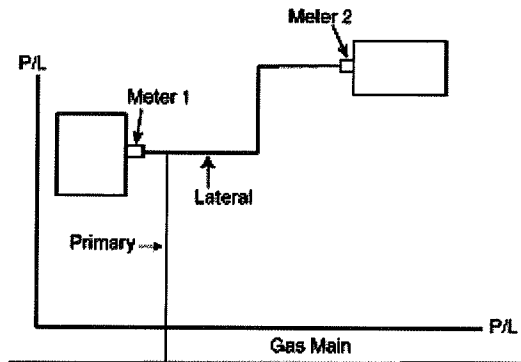 Meter 2
P/L
Meter 1
Lateral
Primary
P/L
Gas Main